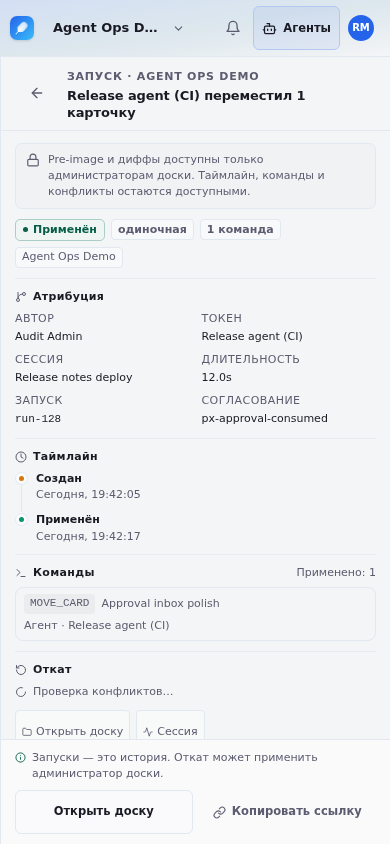 Agent Ops D...
Агенты
RM
ЗАПУСК · AGENT OPS DEMO
Release agent (CI) переместил 1
карточку
Pre-image и диффы доступны только
администраторам доски. Таймлайн, команды и
конфликты остаются доступными.
Применён
одиночная
1 команда
Agent Ops Demo
Атрибуция
АВТОР
ТОКЕН
Audit Admin
Release agent (CI)
СЕССИЯ
ДЛИТЕЛЬНОСТЬ
Release notes deploy
12.0s
ЗАПУСК
СОГЛАСОВАНИЕ
run-128
px-approval-consumed
Таймлайн
Создан
Сегодня, 19:42:05
Применён
Сегодня, 19:42:17
Команды
Применено: 1
MOVE_CARD Approval inbox polish
Агент · Release agent (CI)
Откат
Проверка конфликтов...
Открыть доску
Сессия
Запуски — это история. Откат может применить
администратор доски.
Открыть доску
Копировать ссылку